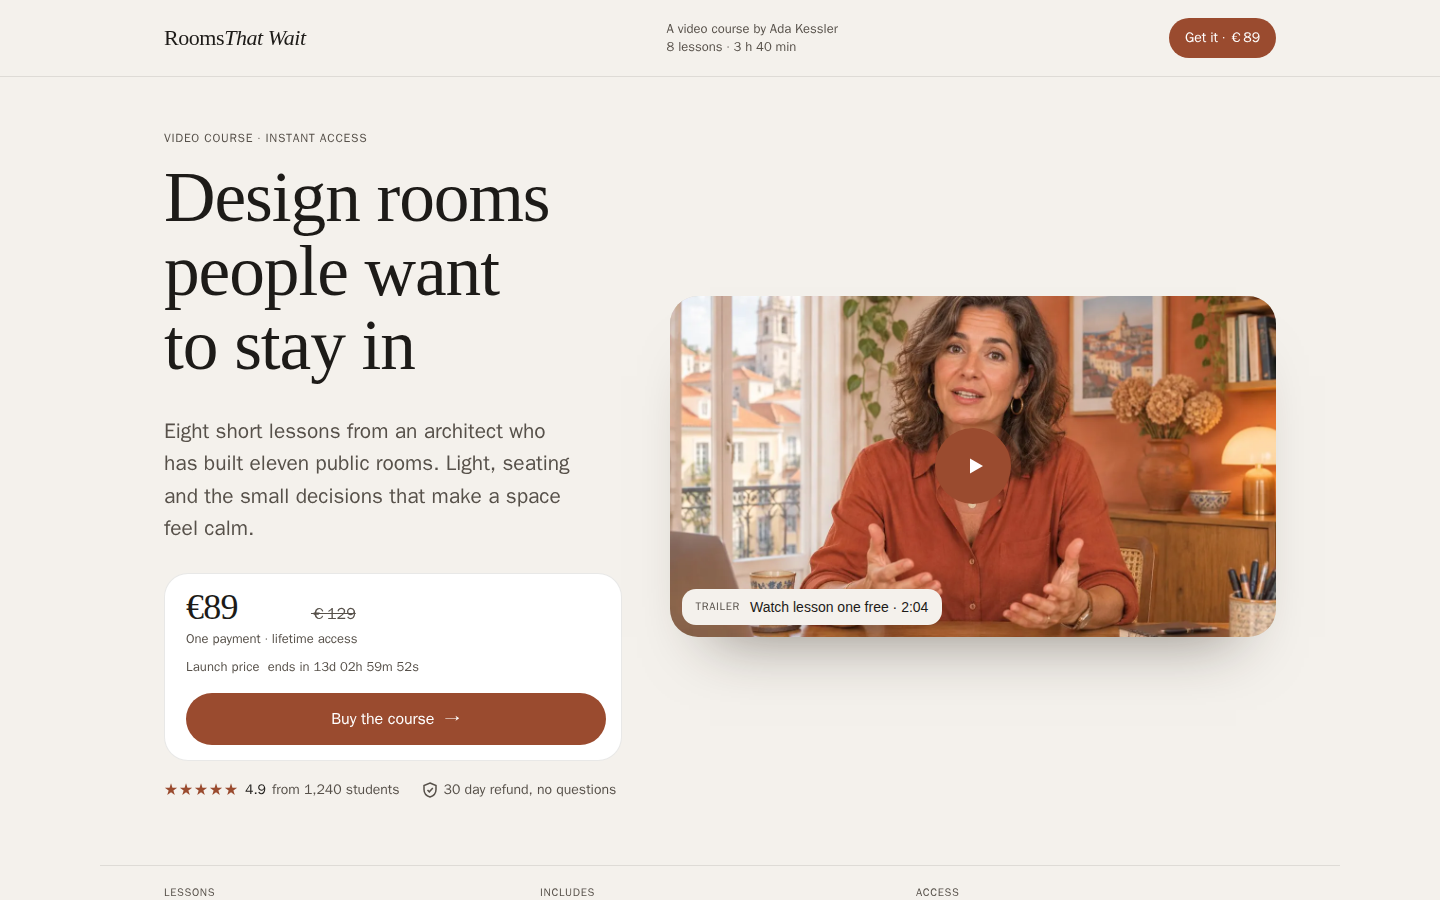 RoomsThat Wait
A video course by Ada Kessler
8 lessons · 3 h 40 min
Get it · €89
VIDEO COURSE · INSTANT ACCESS
Design rooms
people want
to stay in
Eight short lessons from an architect who
has built eleven public rooms. Light, seating
and the small decisions that make a space
feel calm.
€89 €129
One payment · lifetime access
Launch price ends in 13d 02h 59m 52s
Buy the course →
★★★★★ 4.9 from 1,240 students
30 day refund, no questions
TRAILER Watch lesson one free · 2:04
LESSONS
INCLUDES
ACCESS